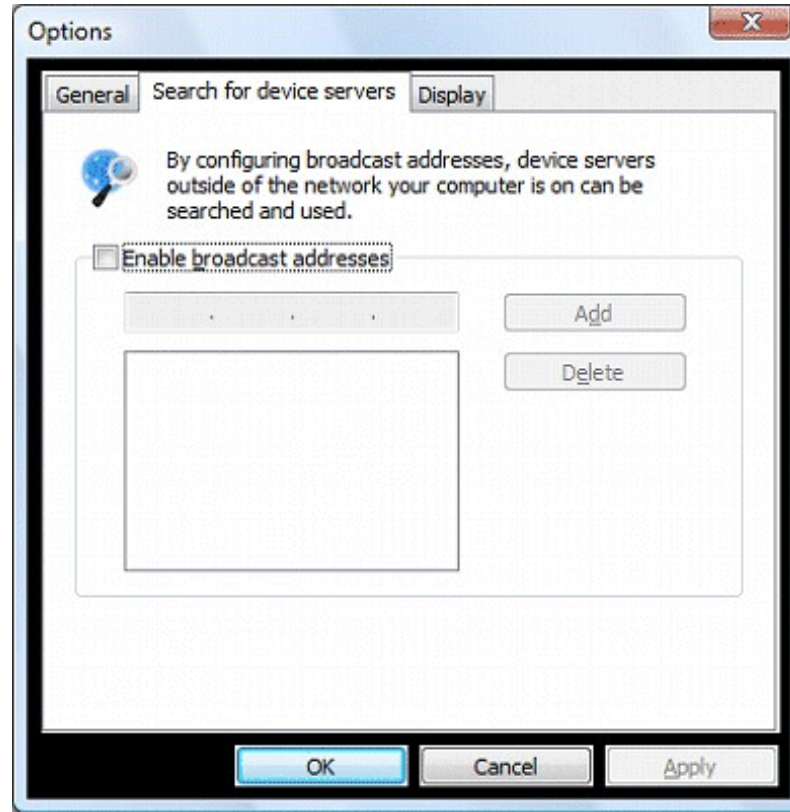 Options
General Search for device servers Display
By configuring broadcast addresses, device servers
outside of the network your computer is on can be
searched and used.
Enable broadcast addresses
. . . Add
Delete
OK Cancel Apply